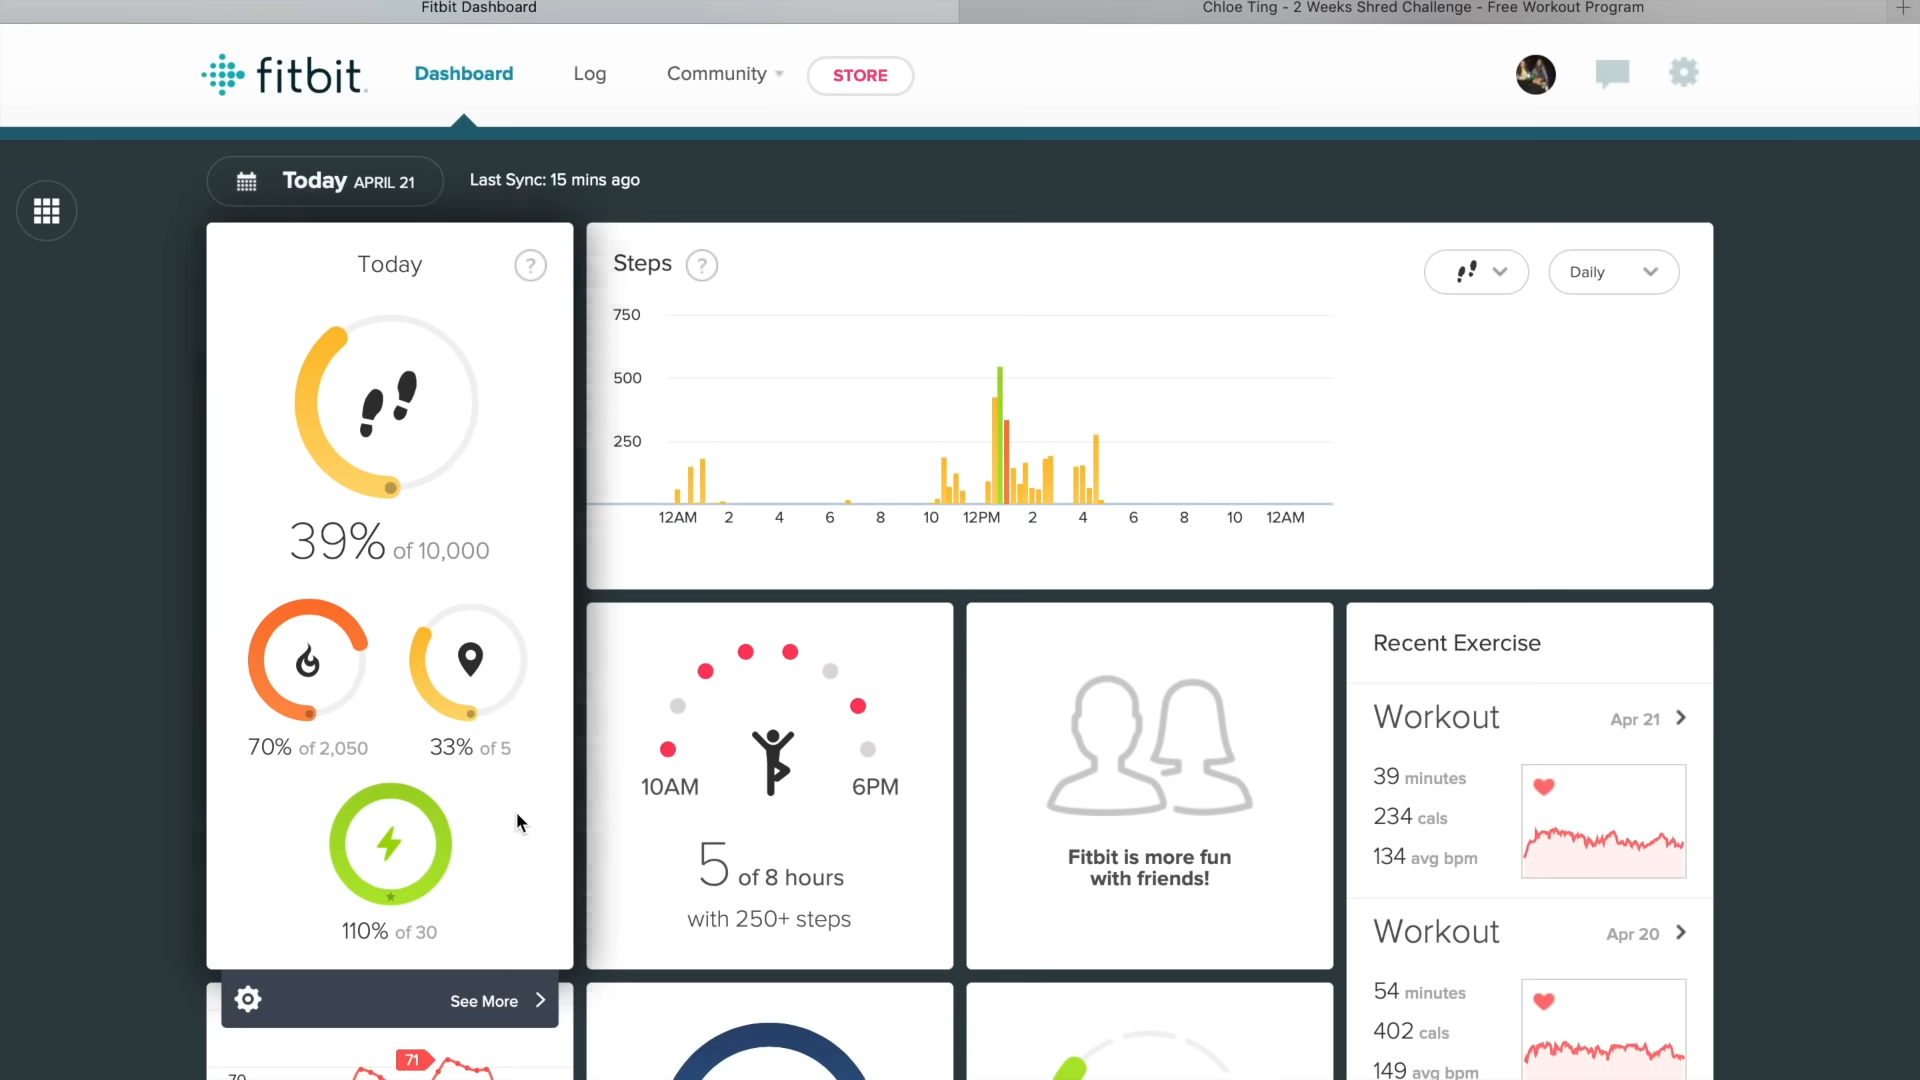 Fitbit Dashboard
Chloe Ting - 2 Weeks Shred Challenge - Free Workout Program
fitbit.
Dashboard
Log
Community
STORE
Today APRIL 21
Last Sync: 15 mins ago
Today
?
39% of 10,000
70% of 2,050
33% of 5
110% of 30
See More
Steps
?
Daily
750
500
250
12AM 2 4 6 8 10 12PM 2 4 6 8 10 12AM
10AM
6PM
5 of 8 hours
with 250+ steps
Fitbit is more fun
with friends!
Recent Exercise
Workout
Apr 21
39 minutes
234 cals
134 avg bpm
Workout
Apr 20
54 minutes
402 cals
149 avg bpm
71
70